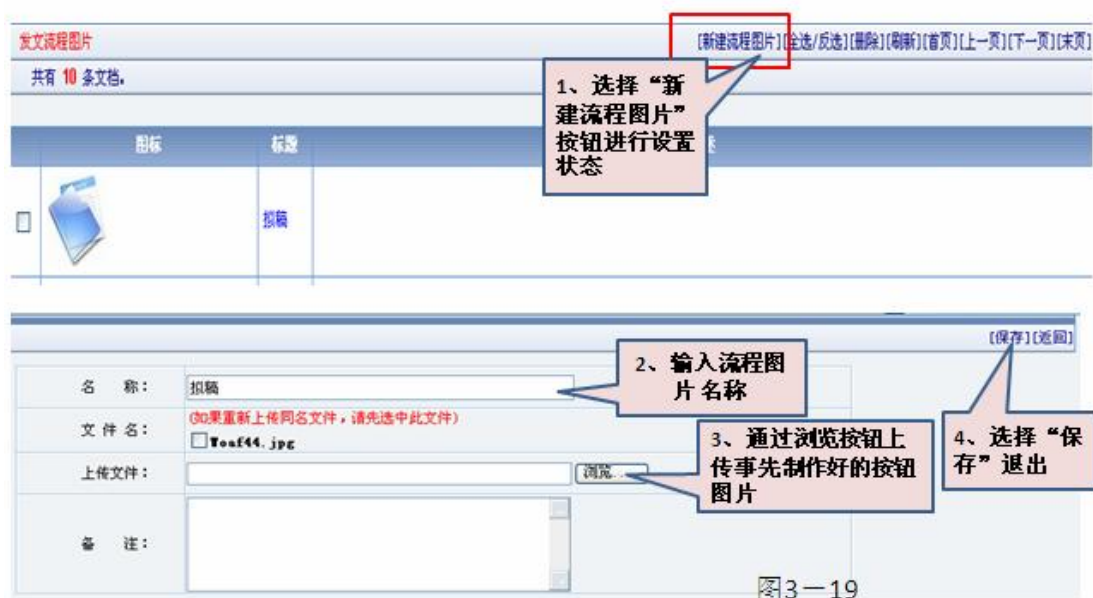 发文流程图片
[新建流程图片][全选/反选][删除][刷新][首页][上一页][下一页][末页]
共有 10 条文档。
1、选择“新
建流程图片”
按钮进行设置
状态
图标 标题
拟稿
[保存][返回]
2、输入流程图
片名称
名 称： 拟稿
文 件 名： (如果重新上传同名文件，请先选中此文件)
Woaf44.jpg
3、通过浏览按钮上
传事先制作好的按钮
图片
4、选择“保
存”退出
上传文件： 浏览...
备 注：
图3－19